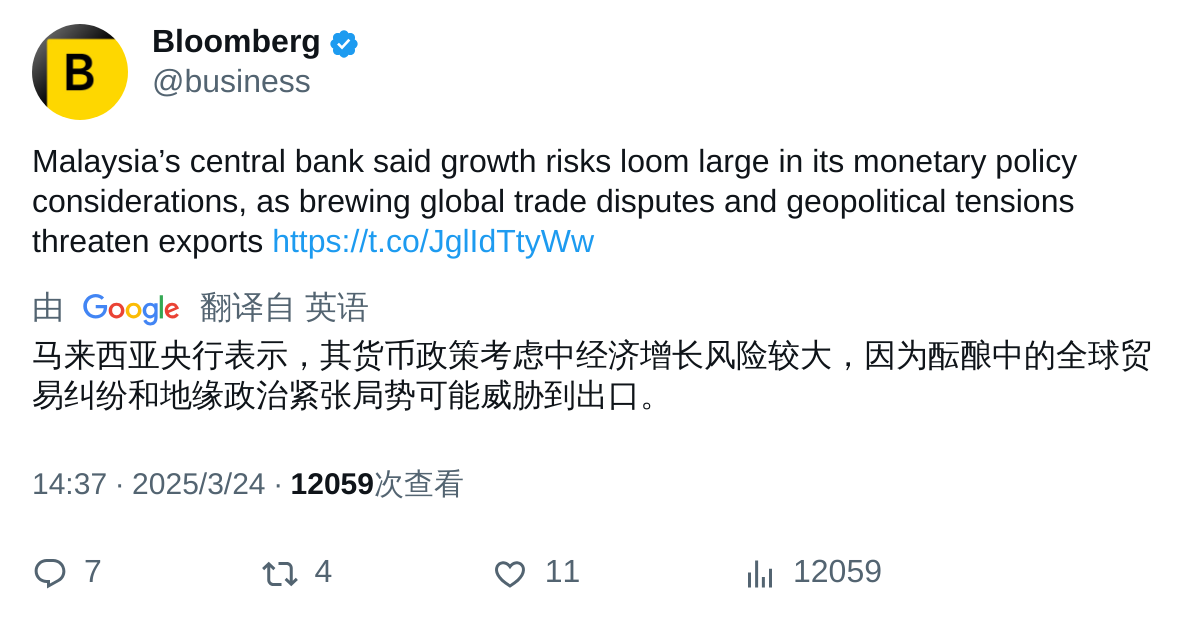 Bloomberg
@business
Malaysia’s central bank said growth risks loom large in its monetary policy
considerations, as brewing global trade disputes and geopolitical tensions
threaten exports https://t.co/JglIdTtyWw
由 Google 翻译自 英语
马来西亚央行表示，其货币政策考虑中经济增长风险较大，因为酝酿中的全球贸
易纠纷和地缘政治紧张局势可能威胁到出口。
14:37 · 2025/3/24 · 12059次查看
7 4 11 12059